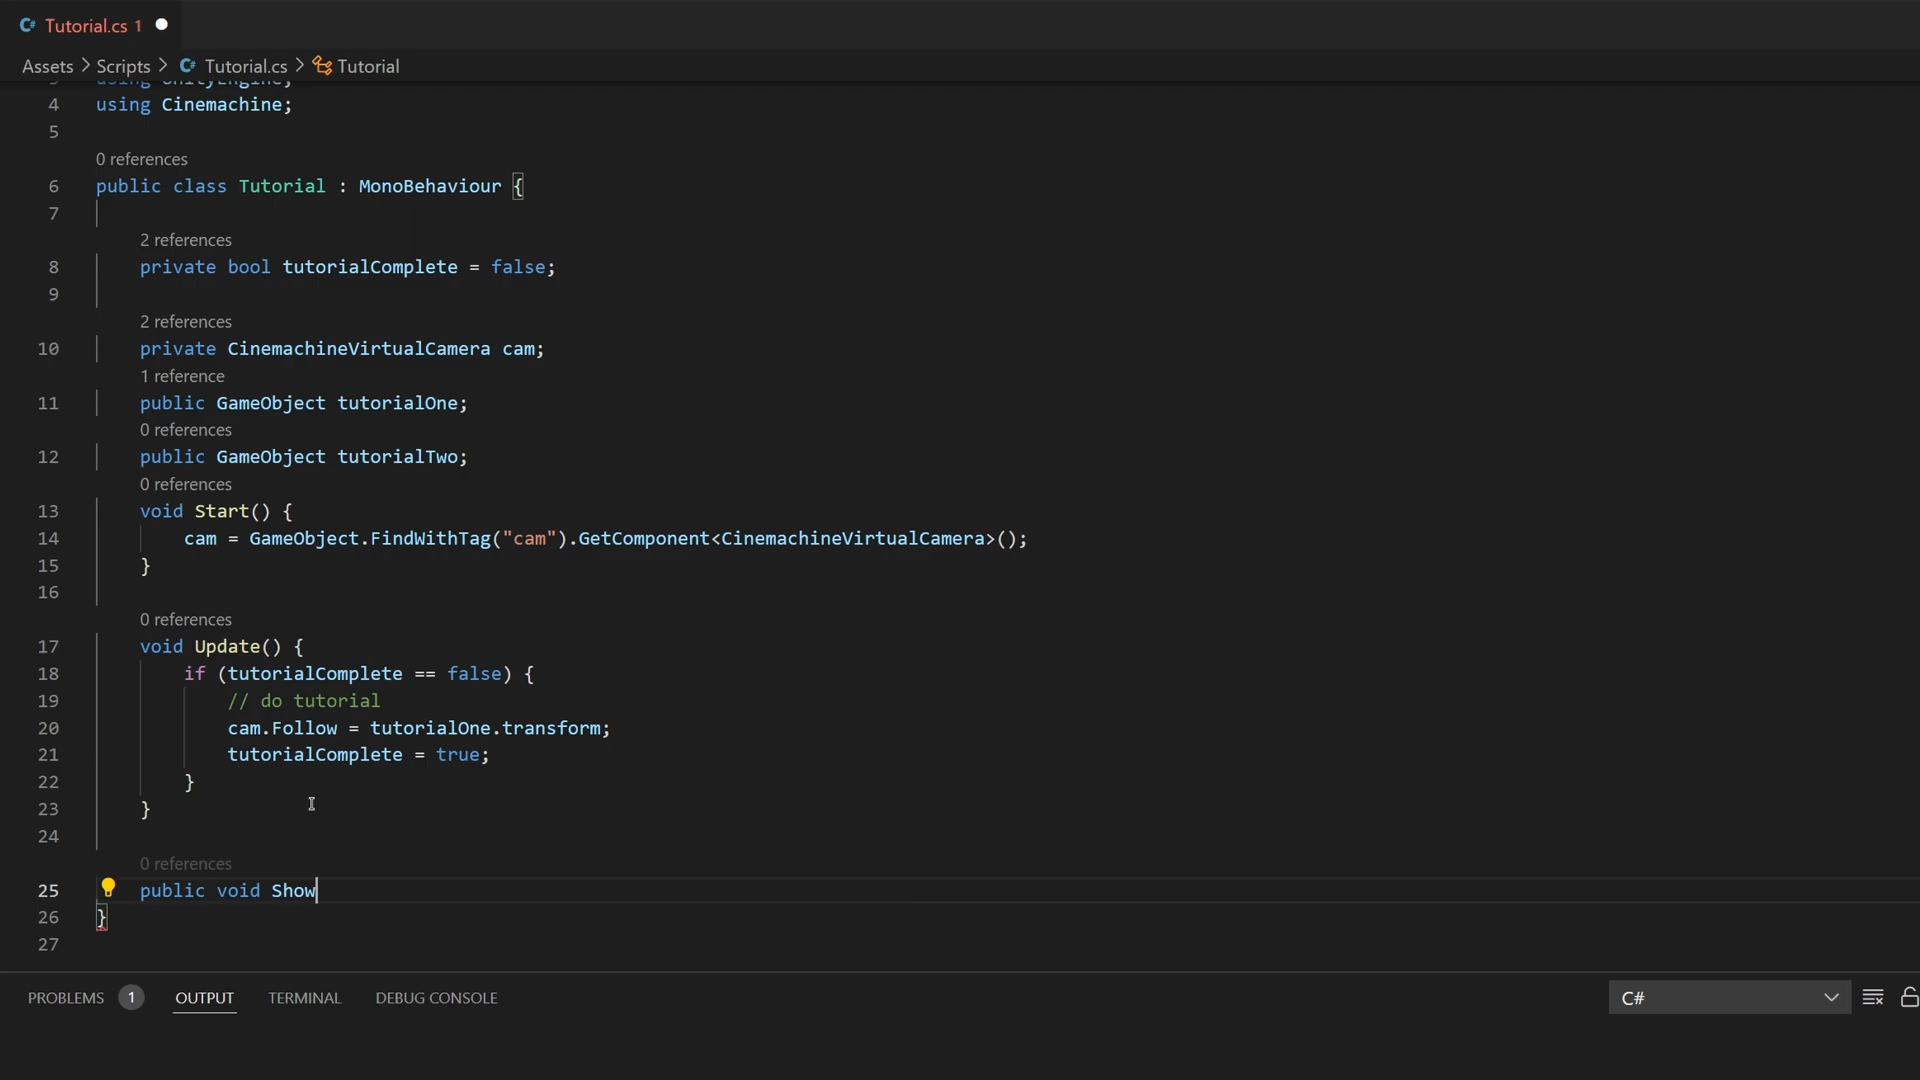 Tutorial.cs 1
Assets > Scripts > Tutorial.cs > Tutorial
3 using UnityEngine;
4 using Cinemachine;
5
0 references
6 public class Tutorial : MonoBehaviour {
7
2 references
8 private bool tutorialComplete = false;
9
2 references
10 private CinemachineVirtualCamera cam;
1 reference
11 public GameObject tutorialOne;
0 references
12 public GameObject tutorialTwo;
0 references
13 void Start() {
14 cam = GameObject.FindWithTag("cam").GetComponent<CinemachineVirtualCamera>();
15 }
16
0 references
17 void Update() {
18 if (tutorialComplete == false) {
19 // do tutorial
20 cam.Follow = tutorialOne.transform;
21 tutorialComplete = true;
22 }
23 }
24
0 references
25 public void Show
26 }
27
PROBLEMS 1 OUTPUT TERMINAL DEBUG CONSOLE C#